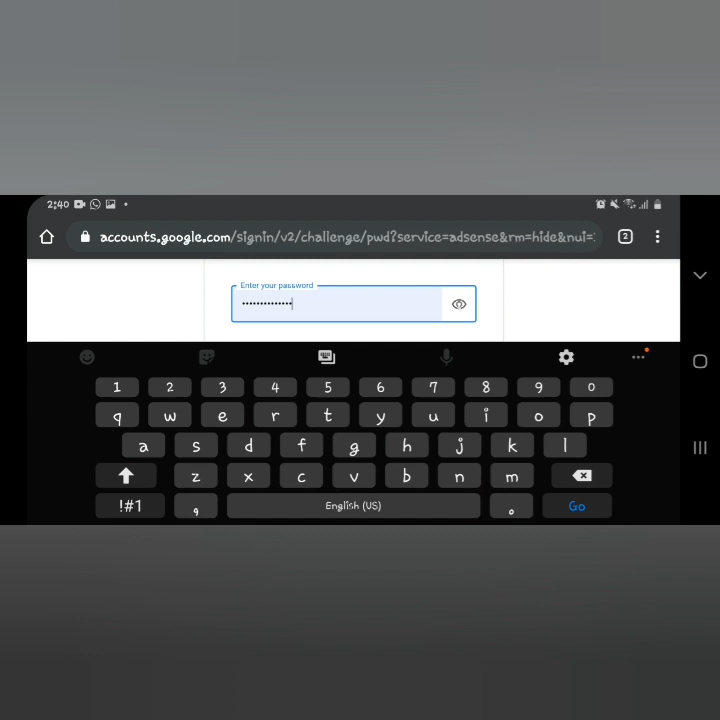 2:40
accounts.google.com/signin/v2/challenge/pwd?service=adsense&rm=hide&nui=
2
Enter your password
••••••••••••••
1 2 3 4 5 6 7 8 9 0
q w e r t y u i o p
a s d f g h j k l
z x c v b n m
!#1 , English (US) . Go